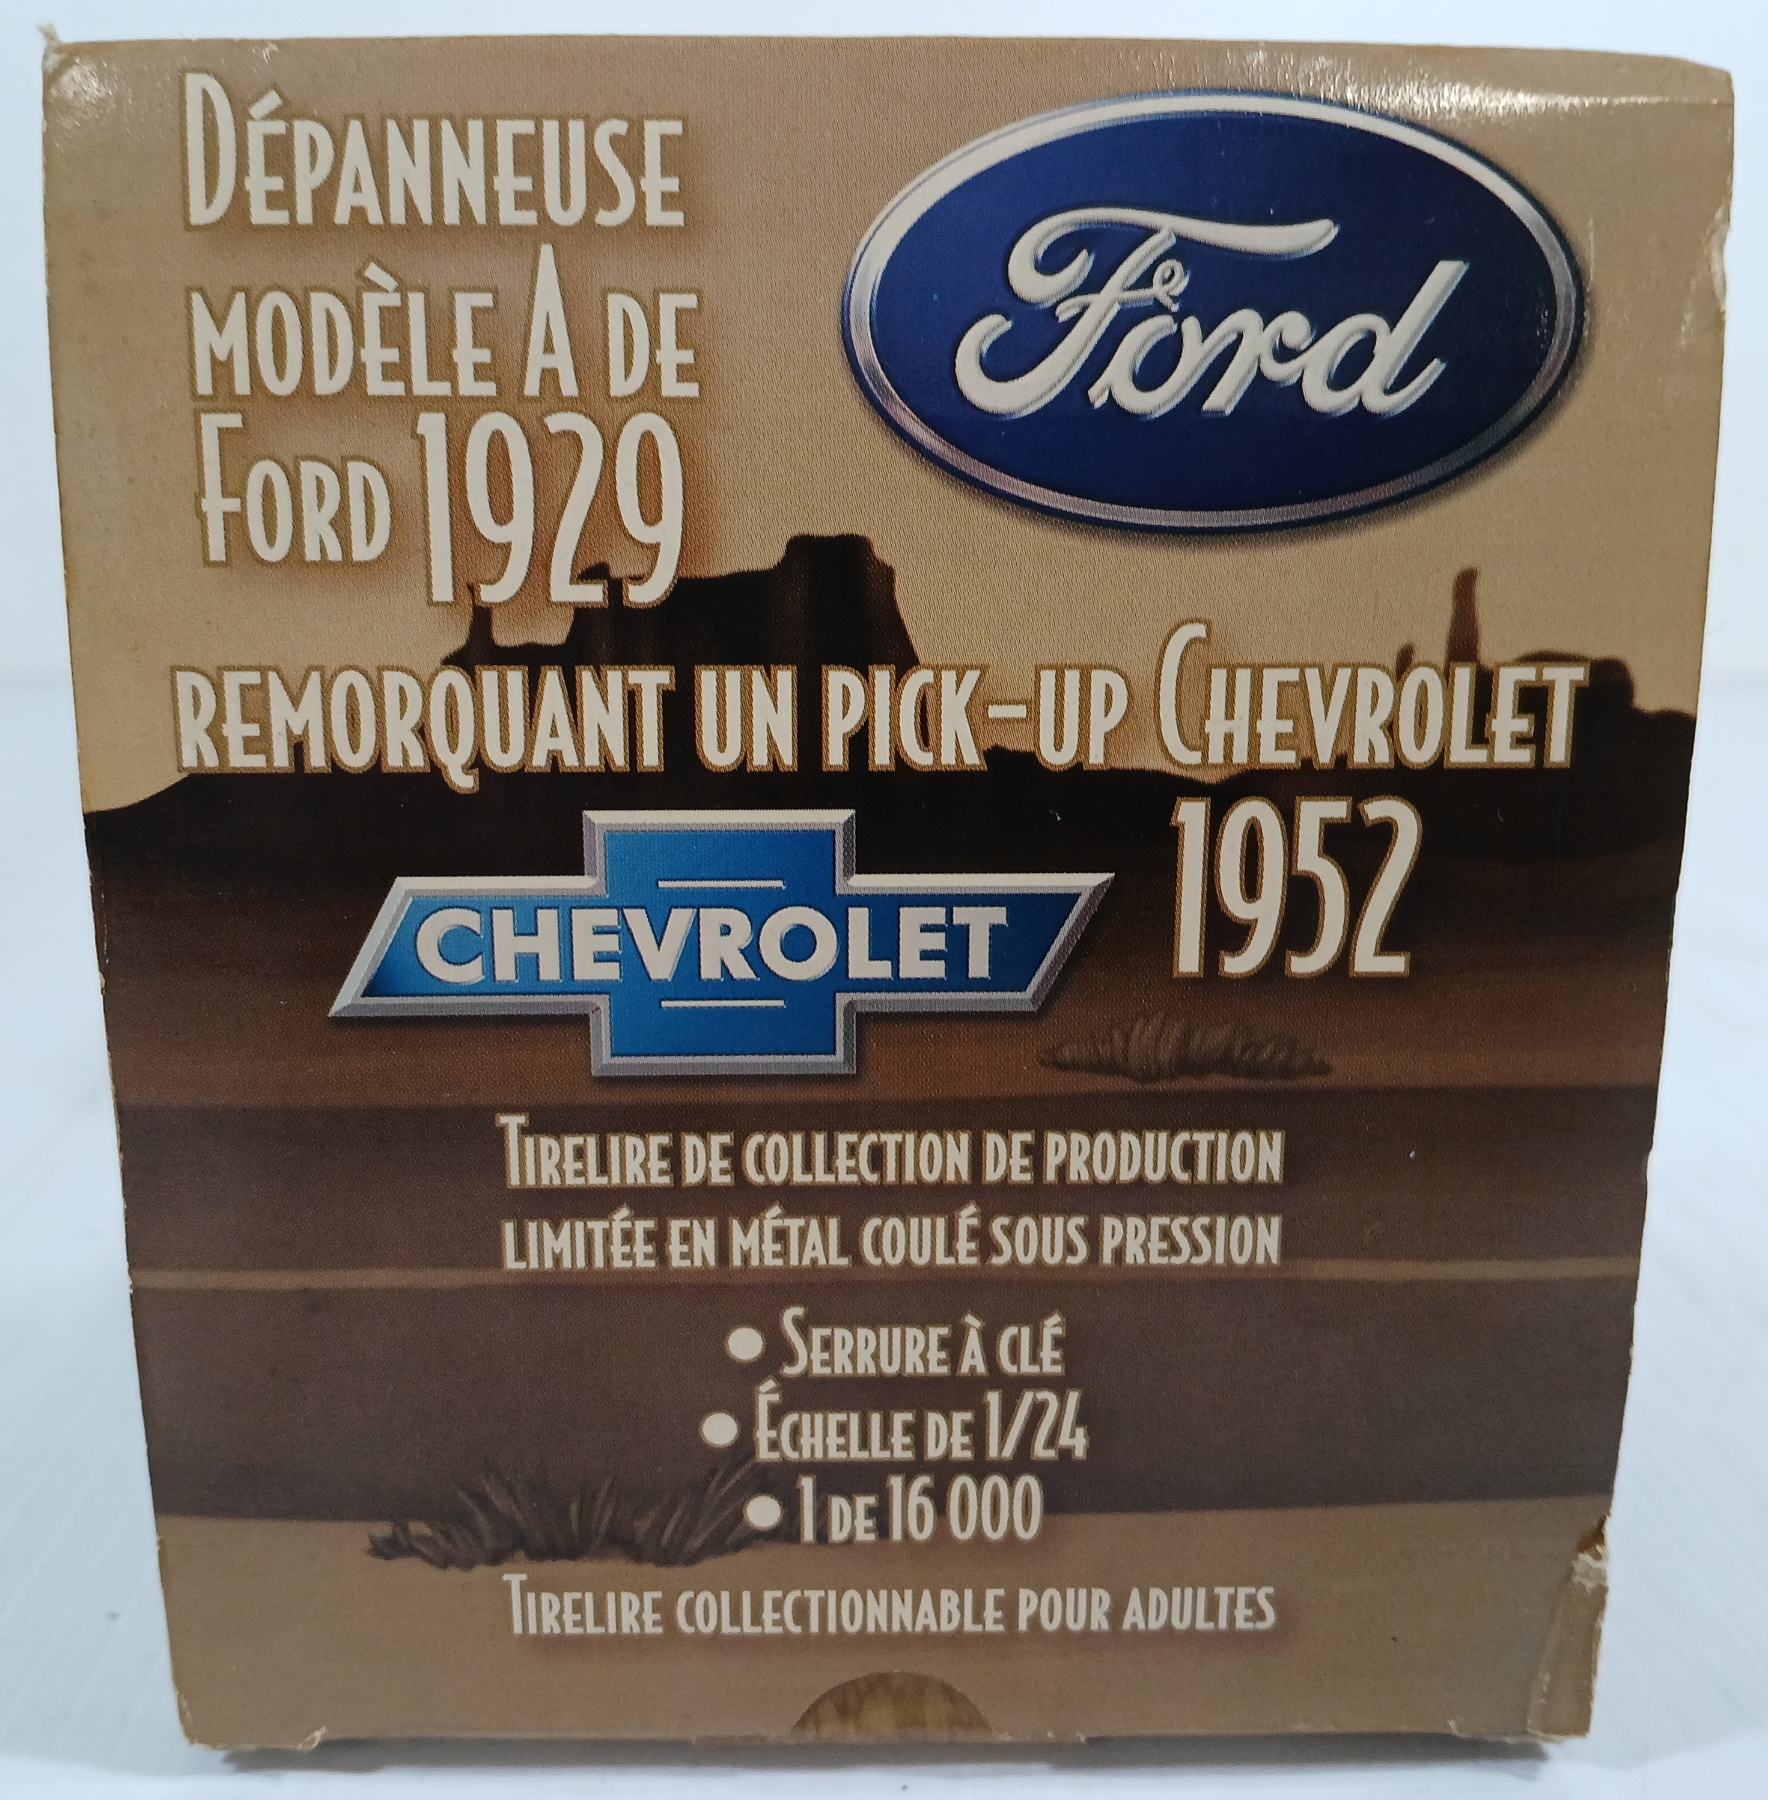 DÉPANNEUSE
MODÈLE A DE
FORD 1929
Ford
REMORQUANT UN PICK-UP CHEVROLET
1952
CHEVROLET
TIRELIRE DE COLLECTION DE PRODUCTION
LIMITÉE EN MÉTAL COULÉ SOUS PRESSION
• SERRURE À CLÉ
• ÉCHELLE DE 1/24
• 1 DE 16 000
TIRELIRE COLLECTIONNABLE POUR ADULTES